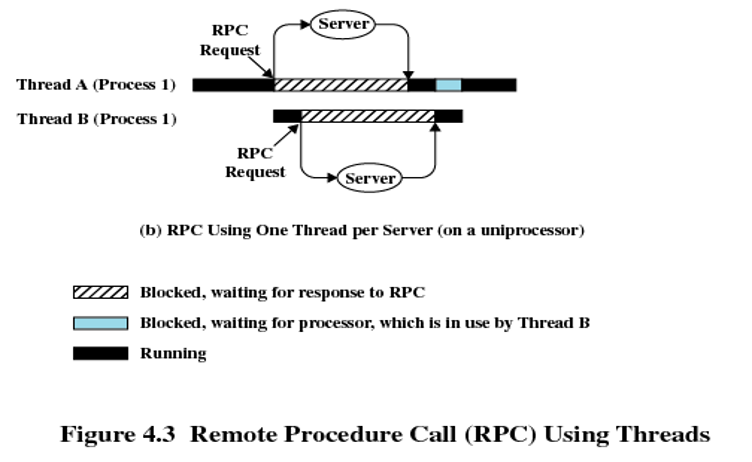 RPC
Request
Server
Thread A (Process 1)
Thread B (Process 1)
RPC
Request
Server
(b) RPC Using One Thread per Server (on a uniprocessor)
Blocked, waiting for response to RPC
Blocked, waiting for processor, which is in use by Thread B
Running
Figure 4.3 Remote Procedure Call (RPC) Using Threads